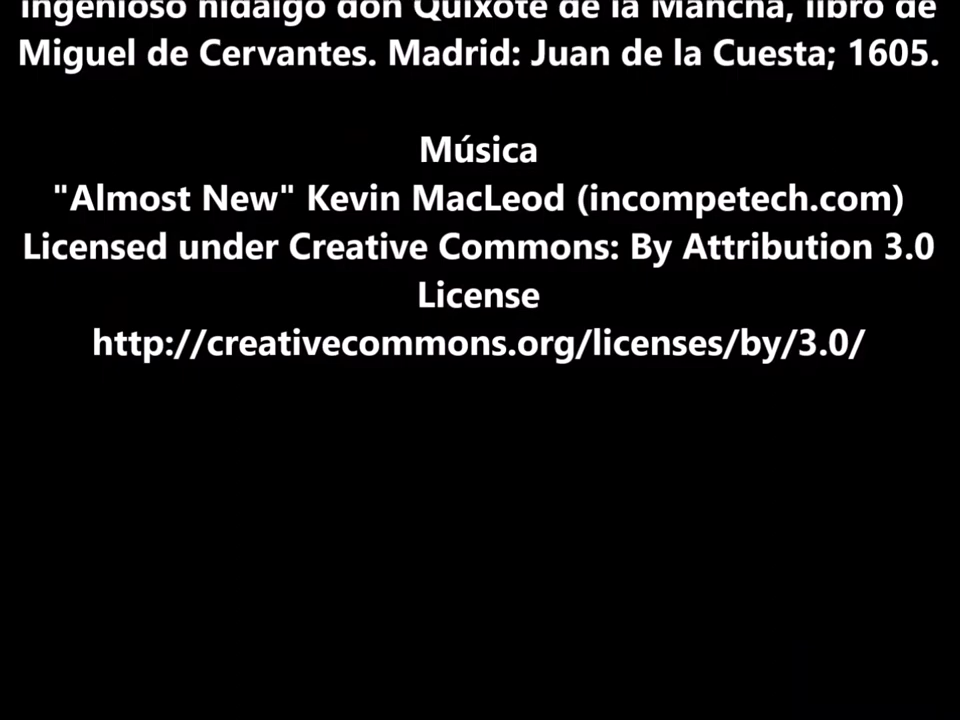 ingenioso hidalgo don Quixote de la Mancha, libro de
Miguel de Cervantes. Madrid: Juan de la Cuesta; 1605.
Música
"Almost New" Kevin MacLeod (incompetech.com)
Licensed under Creative Commons: By Attribution 3.0
License
http://creativecommons.org/licenses/by/3.0/